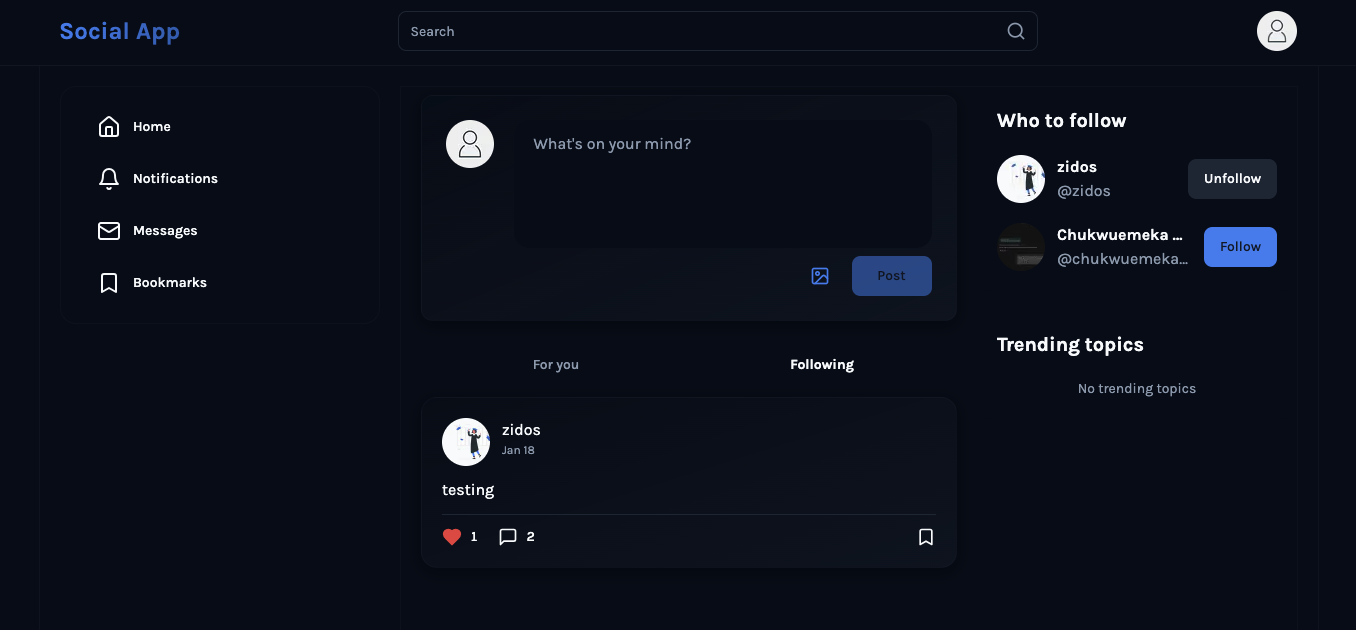 Social App
Search
Home
Notifications
Messages
Bookmarks
What's on your mind?
Post
For you
Following
zidos
Jan 18
testing
1
2
Who to follow
zidos
@zidos
Unfollow
Chukwuemeka ...
@chukwuemeka...
Follow
Trending topics
No trending topics